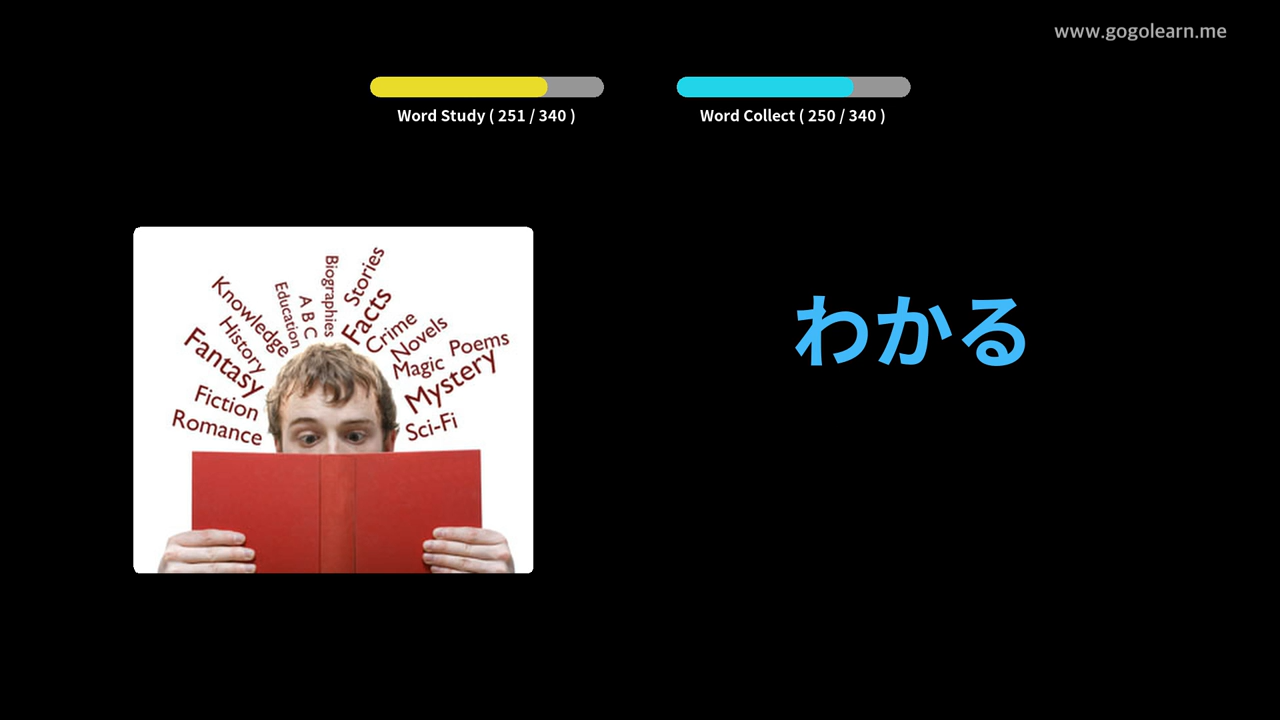 www.gogolearn.me
Word Study ( 251 / 340 )
Word Collect ( 250 / 340 )
Knowledge
Education
A B C
Biographies
Stories
Facts
Crime
Novels
Poems
Magic
Mystery
Sci-Fi
History
Fantasy
Fiction
Romance
わかる